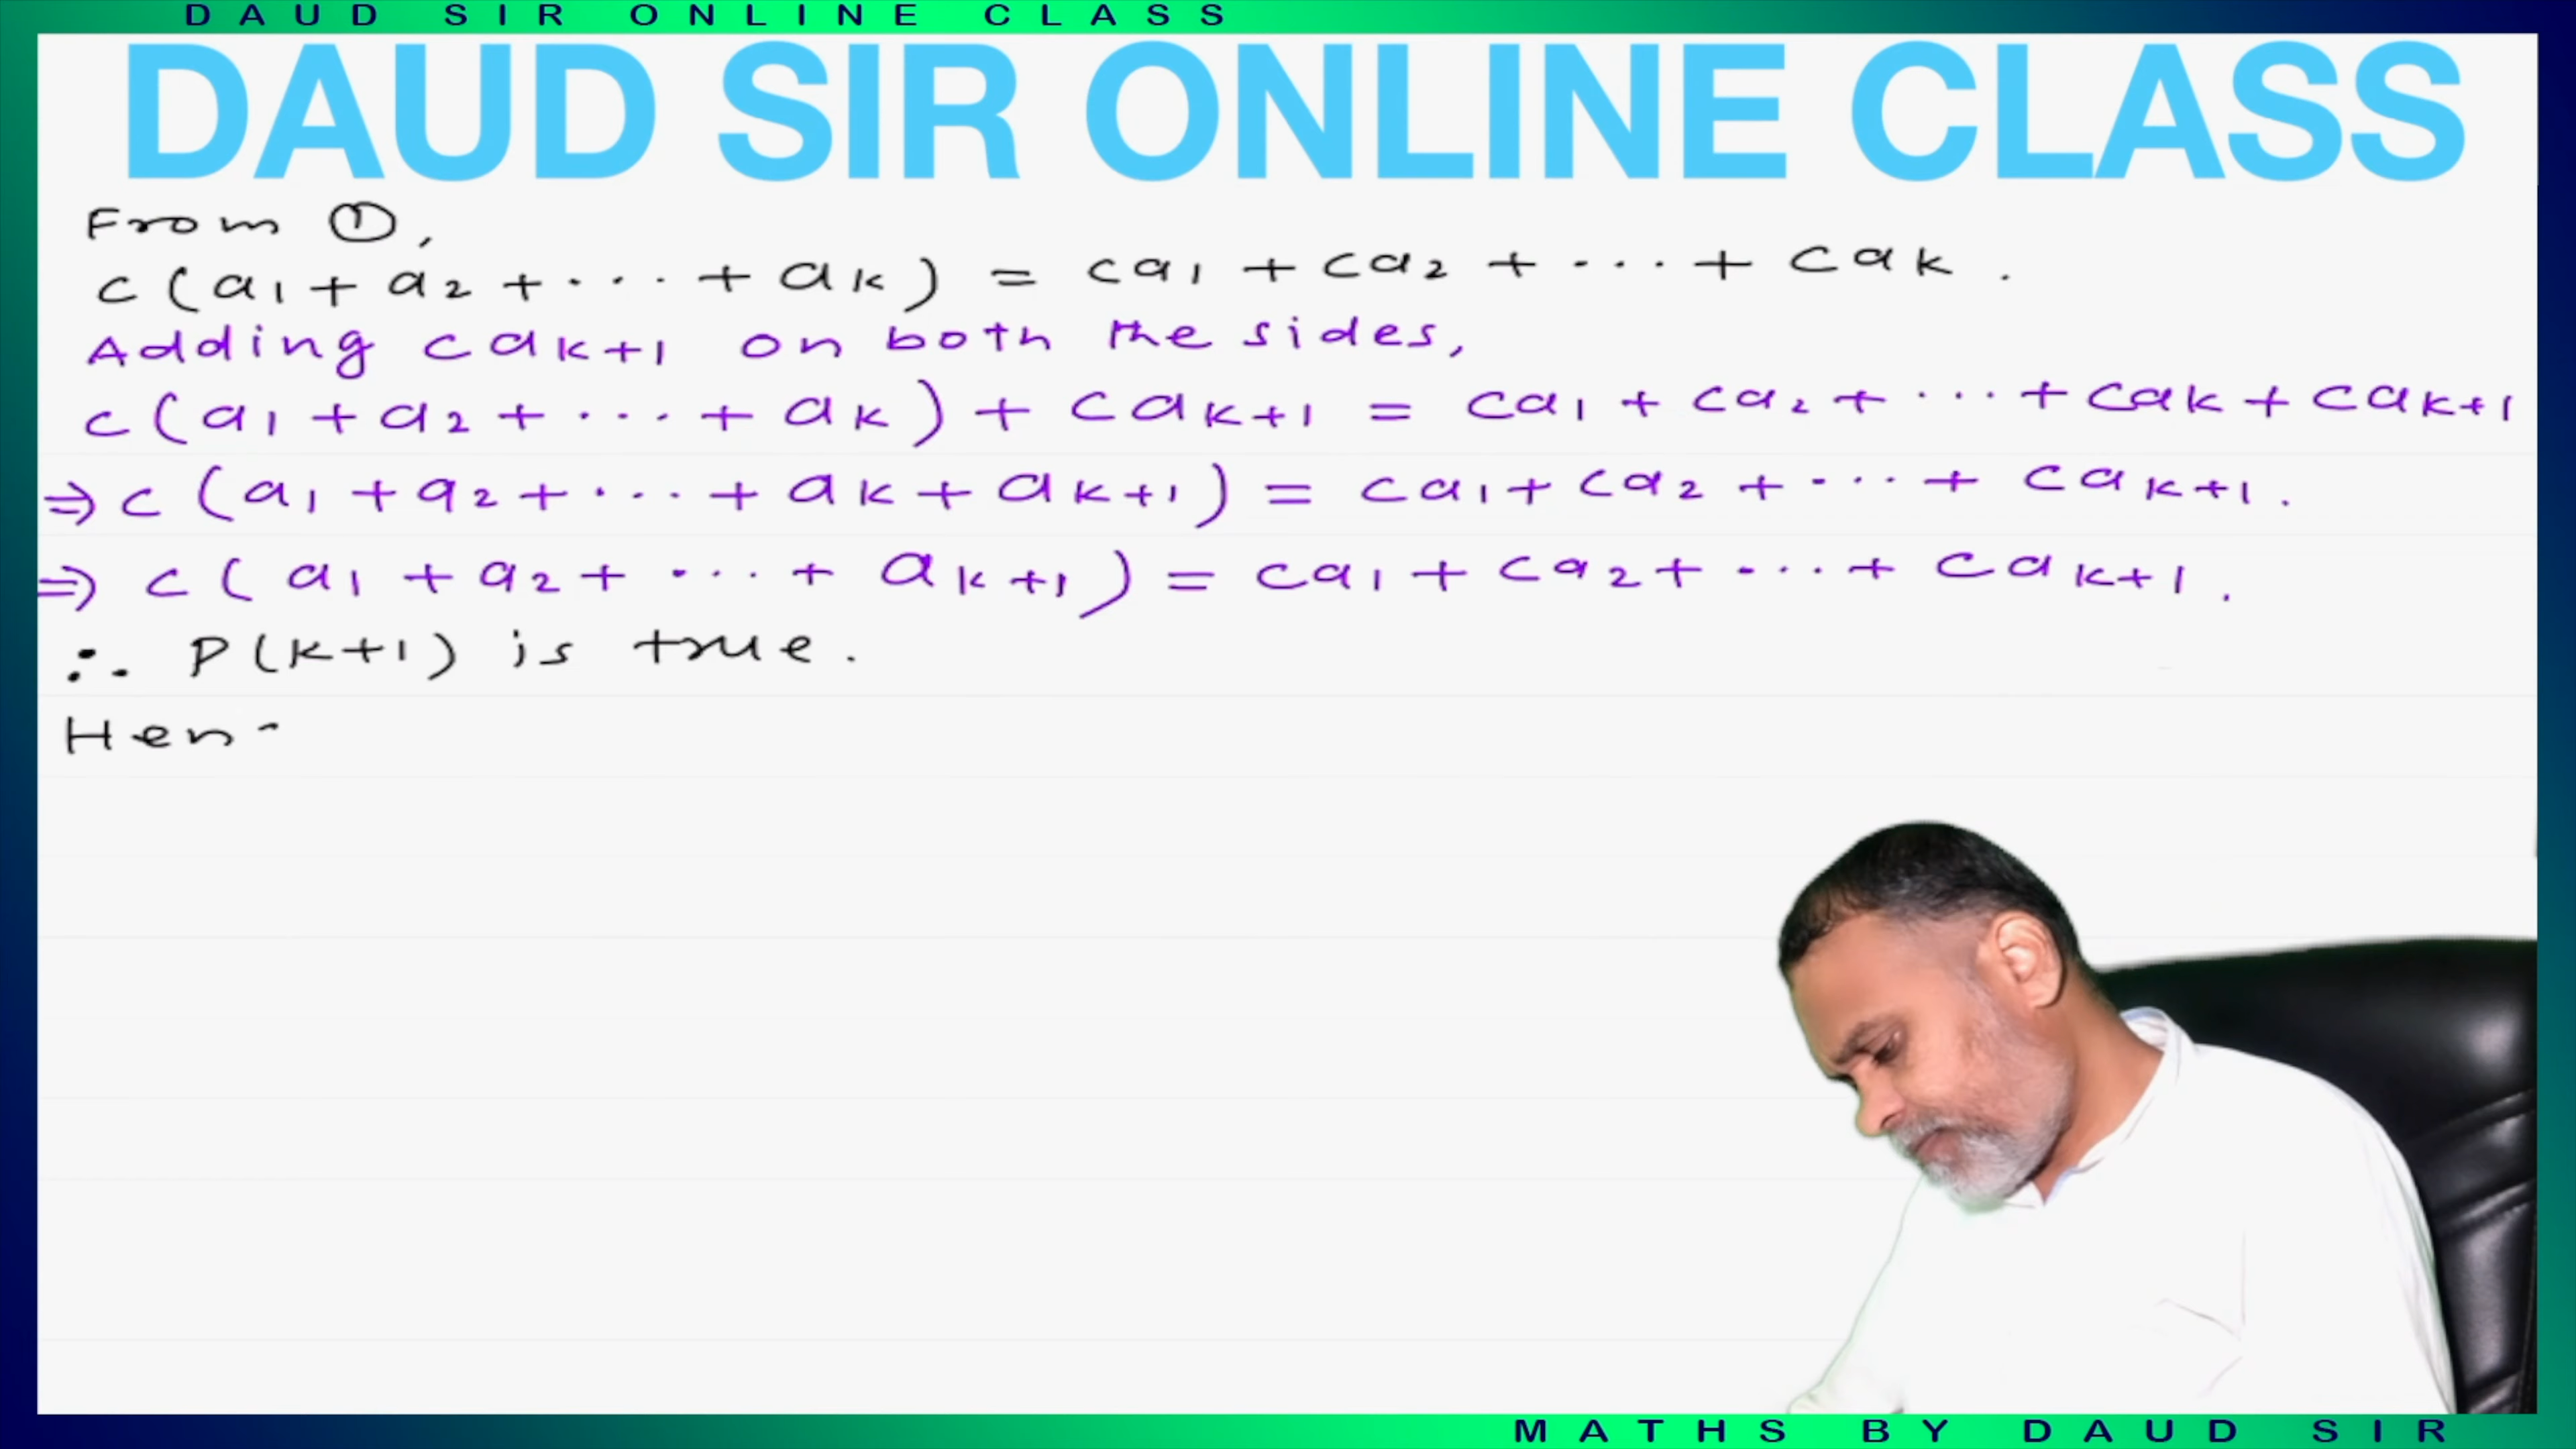 DAUD SIR ONLINE CLASS
DAUD SIR ONLINE CLASS
From ①,
c(a₁ + a₂ + ... + aₖ) = ca₁ + ca₂ + ... + caₖ.
Adding caₖ₊₁ on both the sides,
c(a₁ + a₂ + ... + aₖ) + caₖ₊₁ = ca₁ + ca₂ + ... + caₖ + caₖ₊₁
⇒ c(a₁ + a₂ + ... + aₖ + aₖ₊₁) = ca₁ + ca₂ + ... + caₖ₊₁.
⇒ c(a₁ + a₂ + ... + aₖ₊₁) = ca₁ + ca₂ + ... + caₖ₊₁.
∴ P(k+1) is true.
Hen
MATHS BY DAUD SIR